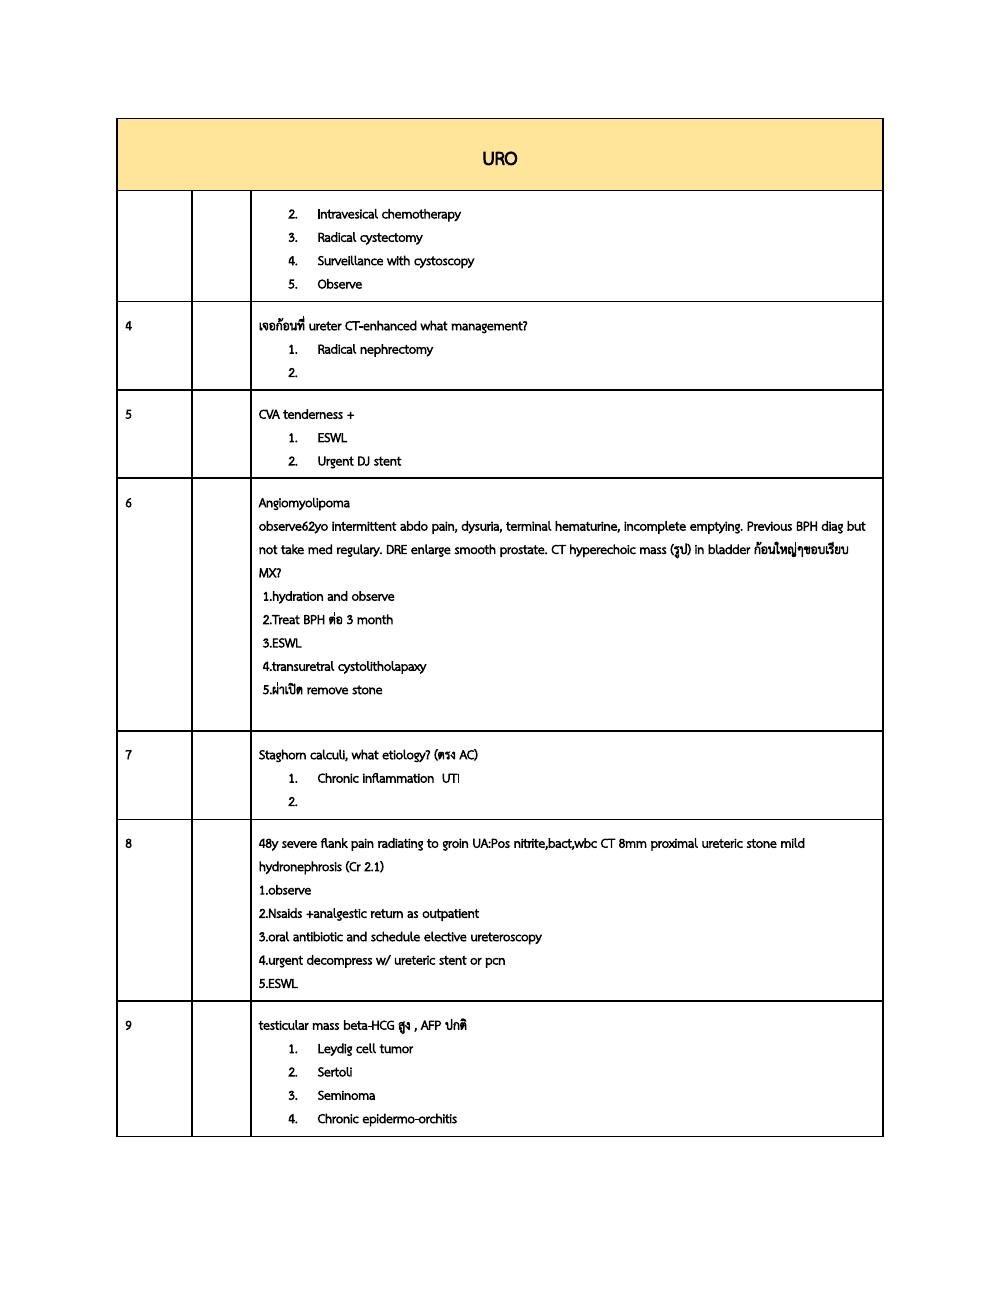 URO
2. Intravesical chemotherapy
3. Radical cystectomy
4. Surveillance with cystoscopy
5. Observe
4
เจอก้อนที่ ureter CT-enhanced what management?
1. Radical nephrectomy
2.
5
CVA tenderness +
1. ESWL
2. Urgent DJ stent
6
Angiomyolipoma
observe62yo intermittent abdo pain, dysuria, terminal hematurine, incomplete emptying. Previous BPH diag but
not take med regulary. DRE enlarge smooth prostate. CT hyperechoic mass (รูป) in bladder ก้อนใหญ่ๆขอบเรียบ
MX?
1.hydration and observe
2.Treat BPH ต่อ 3 month
3.ESWL
4.transuretral cystolitholapaxy
5.ผ่าเปิด remove stone
7
Staghorn calculi, what etiology? (ตรง AC)
1. Chronic inflammation UTI
2.
8
48y severe flank pain radiating to groin UA:Pos nitrite,bact,wbc CT 8mm proximal ureteric stone mild
hydronephrosis (Cr 2.1)
1.observe
2.Nsaids +analgestic return as outpatient
3.oral antibiotic and schedule elective ureteroscopy
4.urgent decompress w/ ureteric stent or pcn
5.ESWL
9
testicular mass beta-HCG สูง , AFP ปกติ
1. Leydig cell tumor
2. Sertoli
3. Seminoma
4. Chronic epidermo-orchitis